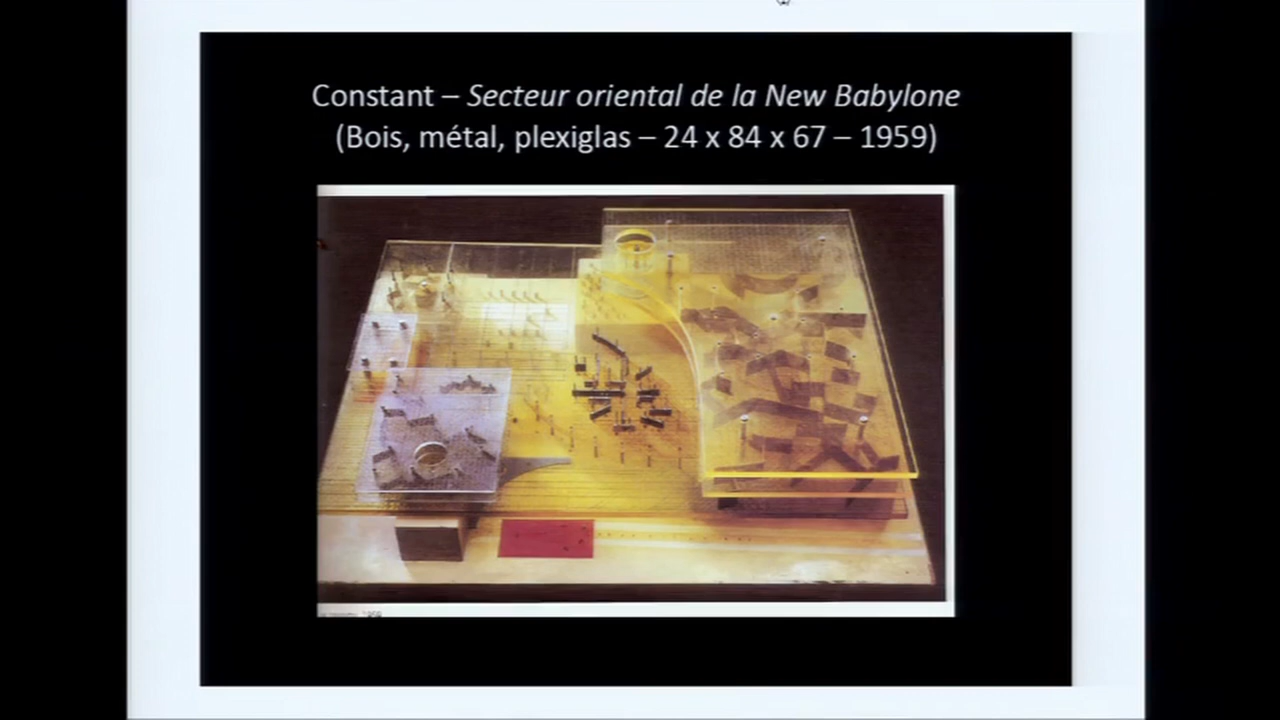 Constant – Secteur oriental de la New Babylone
(Bois, métal, plexiglas – 24 x 84 x 67 – 1959)